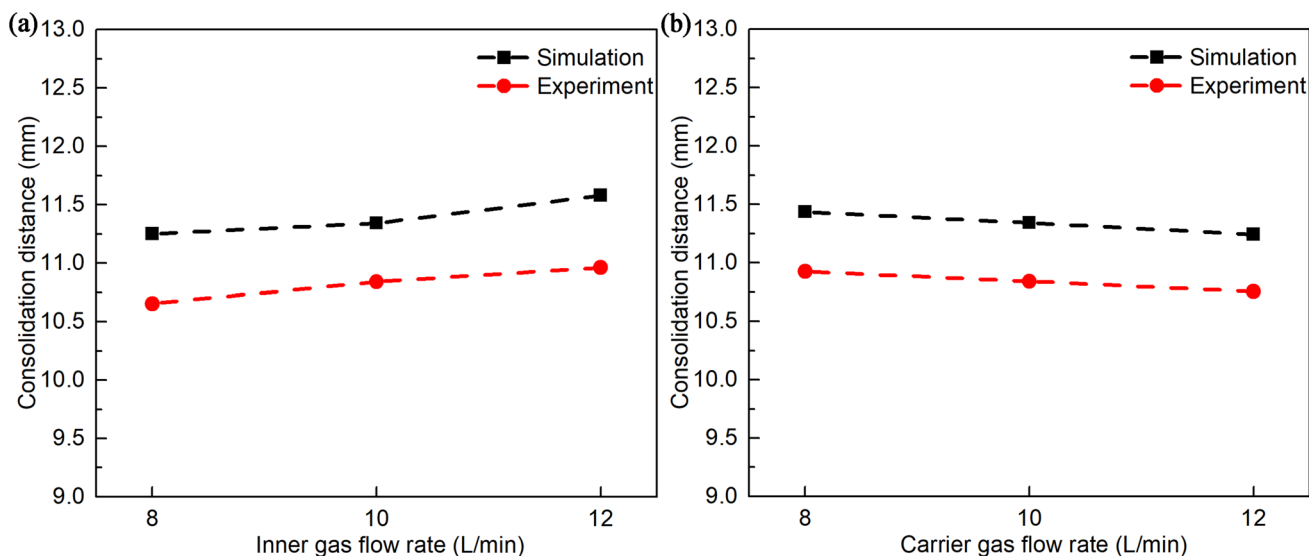 (a)
13.0
12.5
12.0
11.5
11.0
10.5
10.0
9.5
9.0
Consolidation distance (mm)
Simulation
Experiment
8 10 12
Inner gas flow rate (L/min)
(b)
13.0
12.5
12.0
11.5
11.0
10.5
10.0
9.5
9.0
Consolidation distance (mm)
Simulation
Experiment
8 10 12
Carrier gas flow rate (L/min)